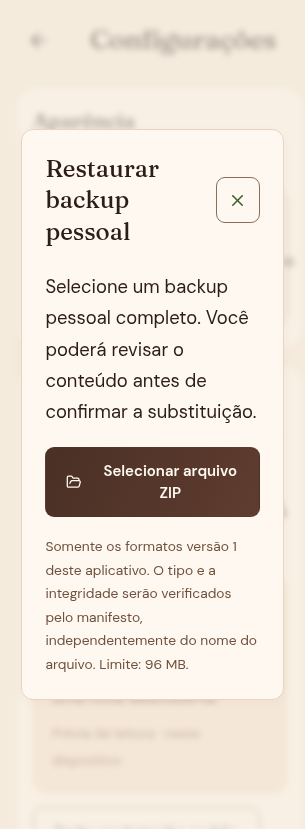 Configurações
Aparência
Restaurar
backup
pessoal
Selecione um backup
pessoal completo. Você
poderá revisar o
conteúdo antes de
confirmar a substituição.
Selecionar arquivo
ZIP
Somente os formatos versão 1
deste aplicativo. O tipo e a
integridade serão verificados
pelo manifesto,
independentemente do nome do
arquivo. Limite: 96 MB.